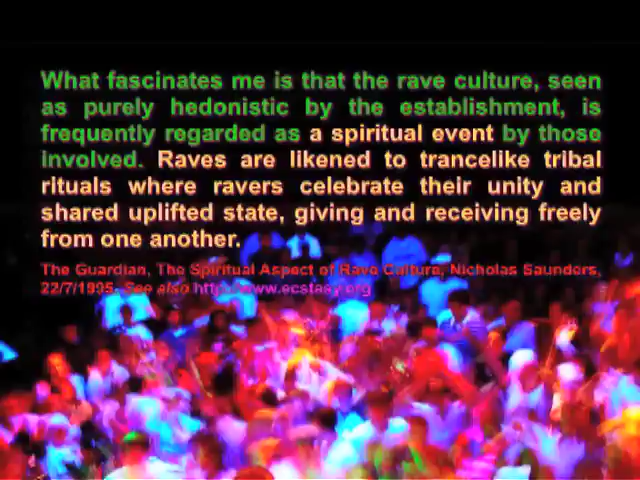 What fascinates me is that the rave culture, seen
as purely hedonistic by the establishment, is
frequently regarded as a spiritual event by those
involved. Raves are likened to trancelike tribal
rituals where ravers celebrate their unity and
shared uplifted state, giving and receiving freely
from one another.
The Guardian, The Spiritual Aspect of Rave Culture, Nicholas Saunders,
22/7/1995. See also http://www.ecstasy.org